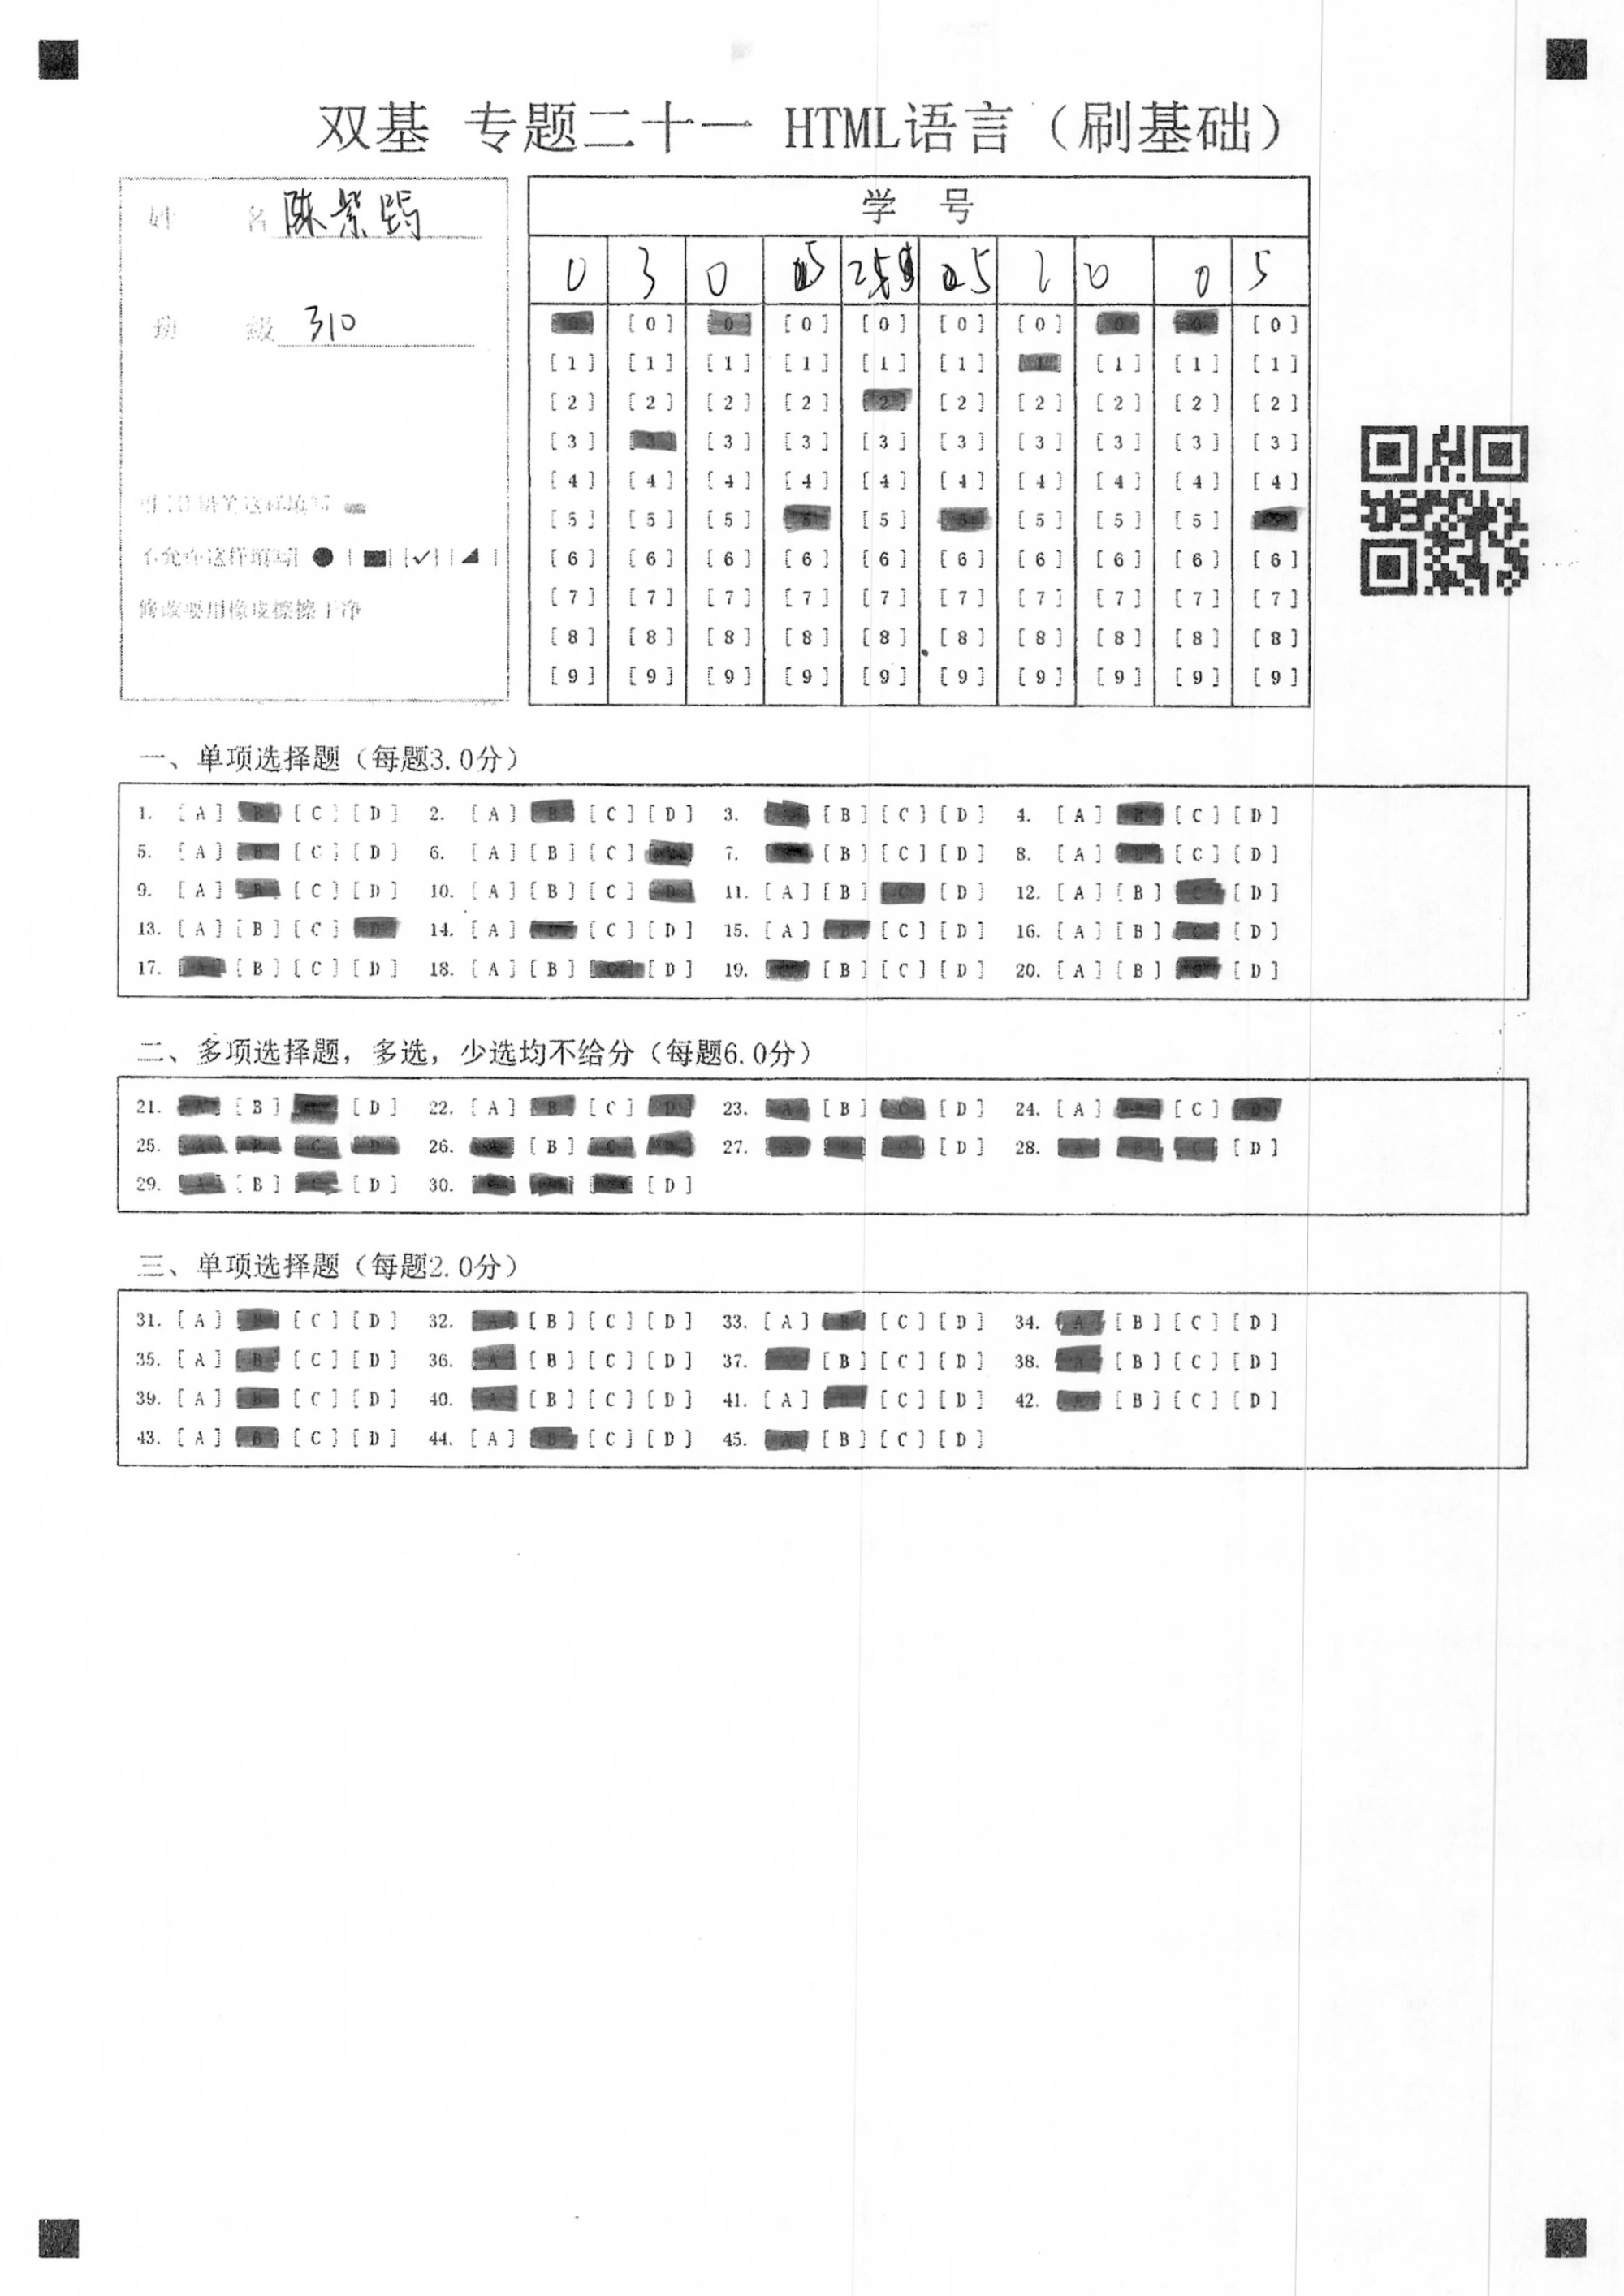 双基 专题二十一 HTML语言（刷基础）
姓 名 陈紫
班 级 310
不允许这样填写
修改要用橡皮擦擦干净
学 号
0 3 0 5 2 5 1 0 0 5
[0] [0] [0] [0] [0] [0] [0] [0] [0] [0]
[1] [1] [1] [1] [1] [1] [1] [1] [1] [1]
[2] [2] [2] [2] [2] [2] [2] [2] [2] [2]
[3] [3] [3] [3] [3] [3] [3] [3] [3] [3]
[4] [4] [4] [4] [4] [4] [4] [4] [4] [4]
[5] [5] [5] [5] [5] [5] [5] [5] [5] [5]
[6] [6] [6] [6] [6] [6] [6] [6] [6] [6]
[7] [7] [7] [7] [7] [7] [7] [7] [7] [7]
[8] [8] [8] [8] [8] [8] [8] [8] [8] [8]
[9] [9] [9] [9] [9] [9] [9] [9] [9] [9]
一、单项选择题（每题3.0分）
1. [A] [B] [C] [D] 2. [A] [B] [C] [D] 3. [B] [C] [D] 4. [A] [B] [C] [D]
5. [A] [B] [C] [D] 6. [A] [B] [C] 7. [B] [C] [D] 8. [A] [C] [D]
9. [A] [B] [C] [D] 10. [A] [B] [C] [D] 11. [A] [B] [C] [D] 12. [A] [B] [C] [D]
13. [A] [B] [C] [D] 14. [A] [C] [D] 15. [A] [B] [C] [D] 16. [A] [B] [C] [D]
17. [A] [B] [C] [D] 18. [A] [B] [C] [D] 19. [B] [C] [D] 20. [A] [B] [C] [D]
二、多项选择题，多选，少选均不给分（每题6.0分）
21. [A] [B] [D] 22. [A] [B] [C] [D] 23. [A] [B] [C] [D] 24. [A] [C] [D]
25. [A] [B] [C] [D] 26. [B] [C] [D] 27. [A] [B] [C] [D] 28. [A] [B] [C] [D]
29. [A] [B] [C] [D] 30. [D]
三、单项选择题（每题2.0分）
31. [A] [B] [C] [D] 32. [A] [B] [C] [D] 33. [A] [B] [C] [D] 34. [A] [B] [C] [D]
35. [A] [B] [C] [D] 36. [A] [B] [C] [D] 37. [B] [C] [D] 38. [A] [B] [C] [D]
39. [A] [B] [C] [D] 40. [A] [B] [C] [D] 41. [A] [B] [C] [D] 42. [A] [B] [C] [D]
43. [A] [B] [C] [D] 44. [A] [B] [C] [D] 45. [A] [B] [C] [D]